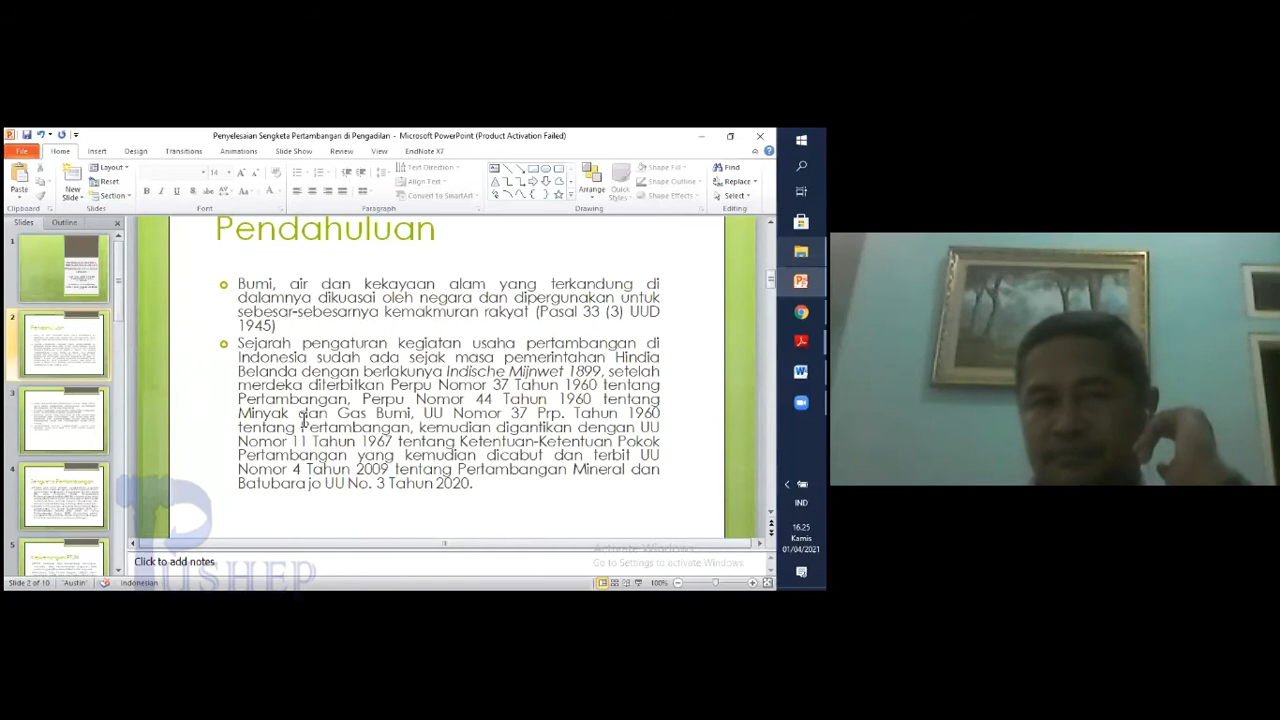 Penyelesaian Sengketa Pertambangan di Pengadilan - Microsoft PowerPoint (Product Activation Failed)
File Home Insert Design Transitions Animations Slide Show Review View EndNote X7
Paste
New
Slide
Layout
Reset
Section
14
Text Direction
Align Text
Convert to SmartArt
Arrange
Quick
Styles
Shape Fill
Shape Outline
Shape Effects
Find
Replace
Select
Clipboard Slides Font Paragraph Drawing Editing
Slides Outline
1
2
3
4
5
Pendahuluan
Bumi, air dan kekayaan alam yang terkandung di
dalamnya dikuasai oleh negara dan dipergunakan untuk
sebesar-sebesarnya kemakmuran rakyat (Pasal 33 (3) UUD
1945)
Sejarah pengaturan kegiatan usaha pertambangan di
Indonesia sudah ada sejak masa pemerintahan Hindia
Belanda dengan berlakunya Indische Mijnwet 1899, setelah
merdeka diterbitkan Perpu Nomor 37 Tahun 1960 tentang
Pertambangan, Perpu Nomor 44 Tahun 1960 tentang
Minyak dan Gas Bumi, UU Nomor 37 Prp. Tahun 1960
tentang Pertambangan, kemudian digantikan dengan UU
Nomor 11 Tahun 1967 tentang Ketentuan-Ketentuan Pokok
Pertambangan yang kemudian dicabut dan terbit UU
Nomor 4 Tahun 2009 tentang Pertambangan Mineral dan
Batubara jo UU No. 3 Tahun 2020.
Activate Windows
Go to Settings to activate Windows.
Click to add notes
PUSHEP
Slide 2 of 10 "Austin" Indonesian 100%
IND
16.25
Kamis
01/04/2021